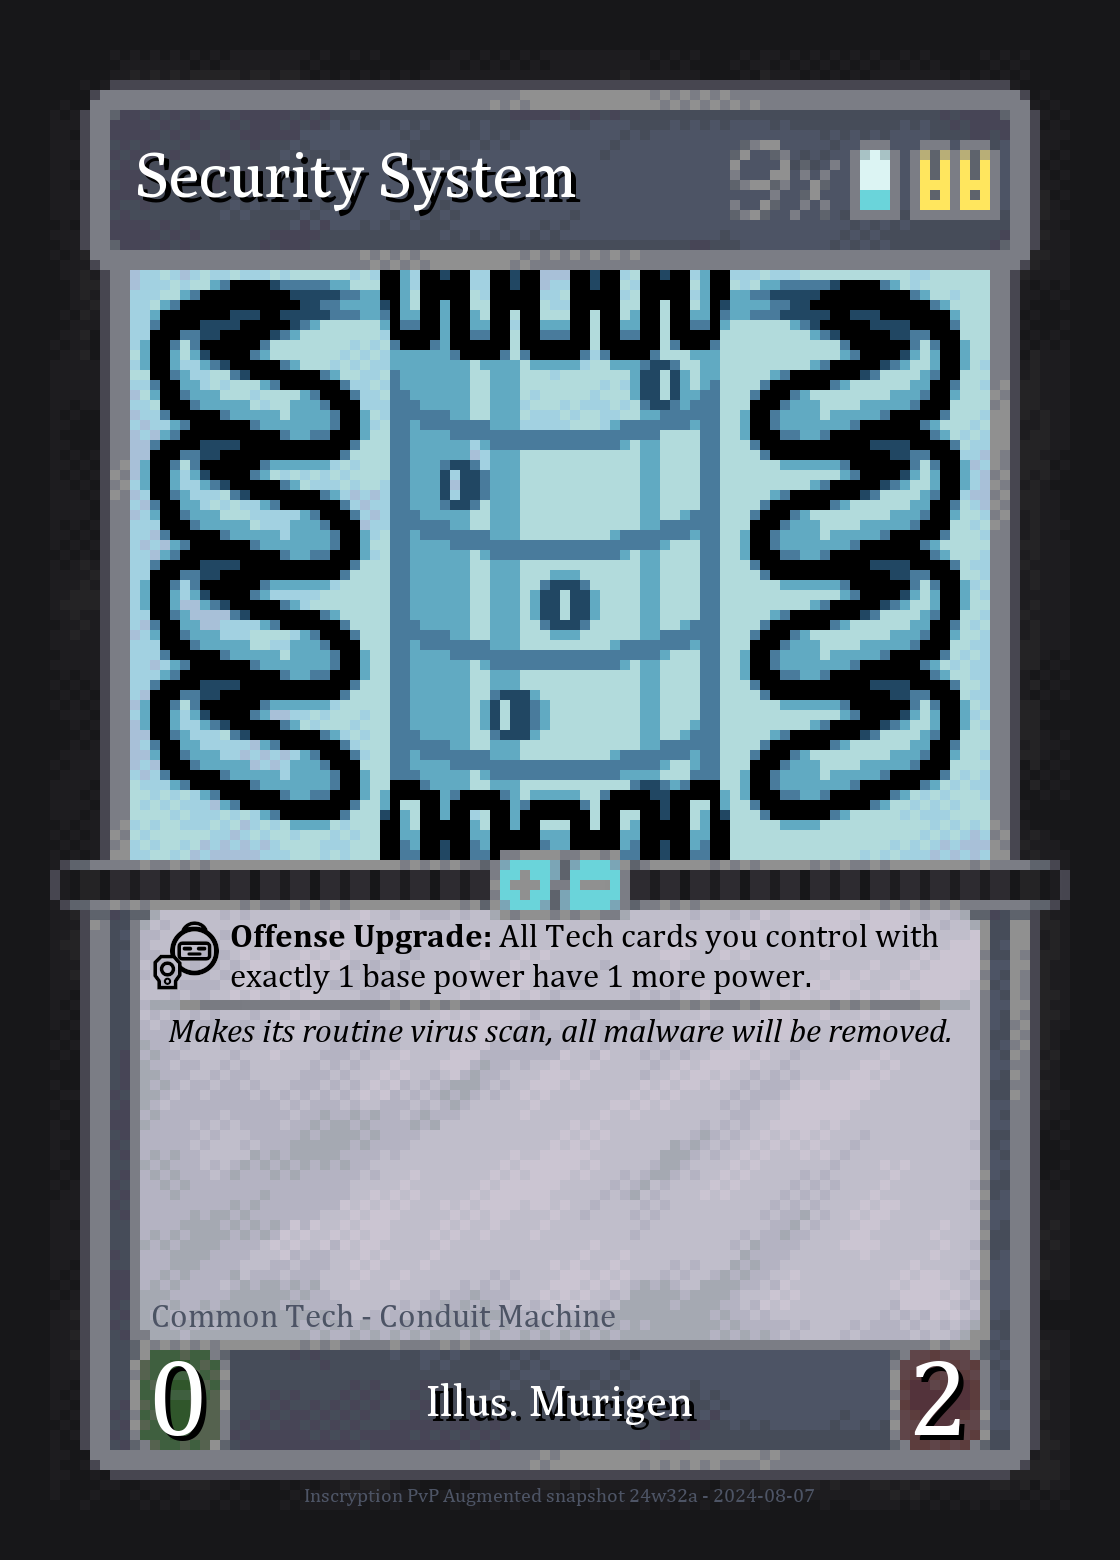 Security System 9x
+ / -
Offense Upgrade: All Tech cards you control with
exactly 1 base power have 1 more power.
Makes its routine virus scan, all malware will be removed.
Common Tech - Conduit Machine
0 Illus. Murigen 2
Inscryption PvP Augmented snapshot 24w32a - 2024-08-07